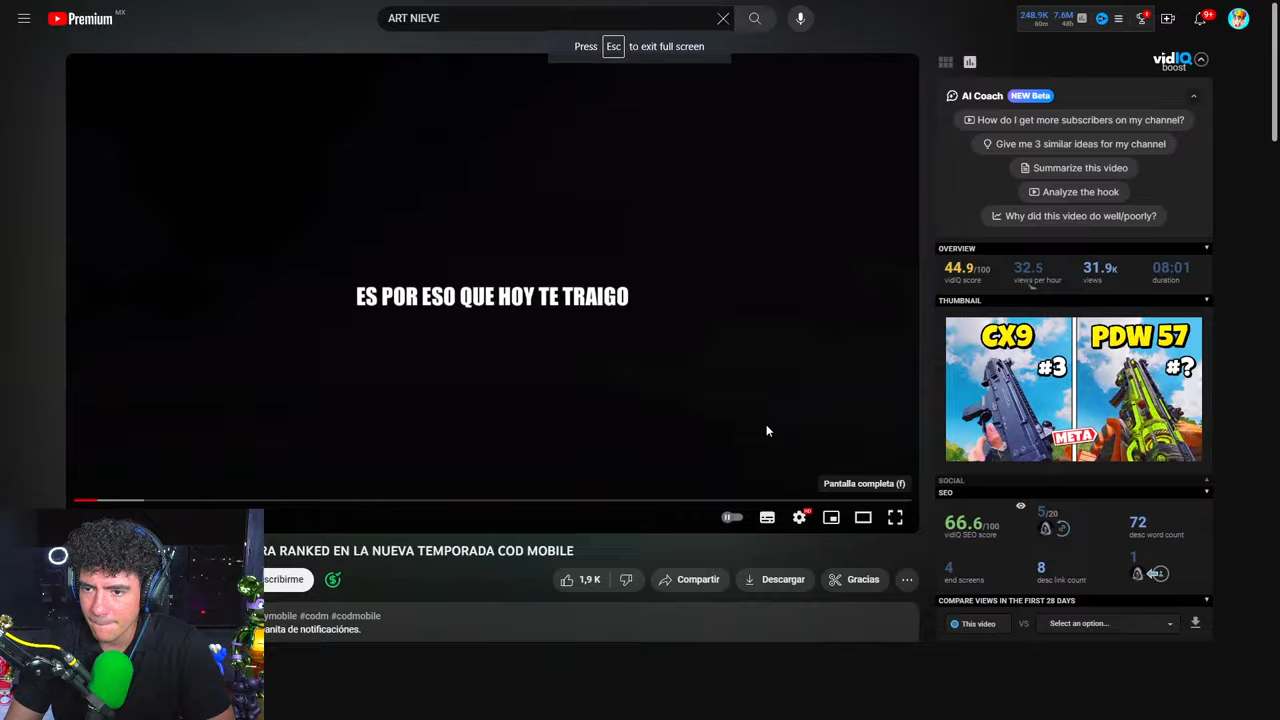 Premium MX
ART NIEVE
Press Esc to exit full screen
248.9K 7.6M
60m 48h
9+
vidIQ
boost
AI Coach NEW Beta
How do I get more subscribers on my channel?
Give me 3 similar ideas for my channel
Summarize this video
Analyze the hook
Why did this video do well/poorly?
OVERVIEW
44.9/100 32.5 31.9K 08:01
vidIQ score views per hour views duration
THUMBNAIL
CX9 PDW 57
#3 #?
META
ES POR ESO QUE HOY TE TRAIGO
Pantalla completa (f)
HD
SOCIAL
SEO
66.6/100 5/20 72
vidIQ SEO score desc word count
4 8 1
end screens desc link count
COMPARE VIEWS IN THE FIRST 28 DAYS
This video VS Select an option...
RA RANKED EN LA NUEVA TEMPORADA COD MOBILE
scribirme 1,9 K Compartir Descargar Gracias
ymobile #codm #codmobile
anita de notificaciónes.